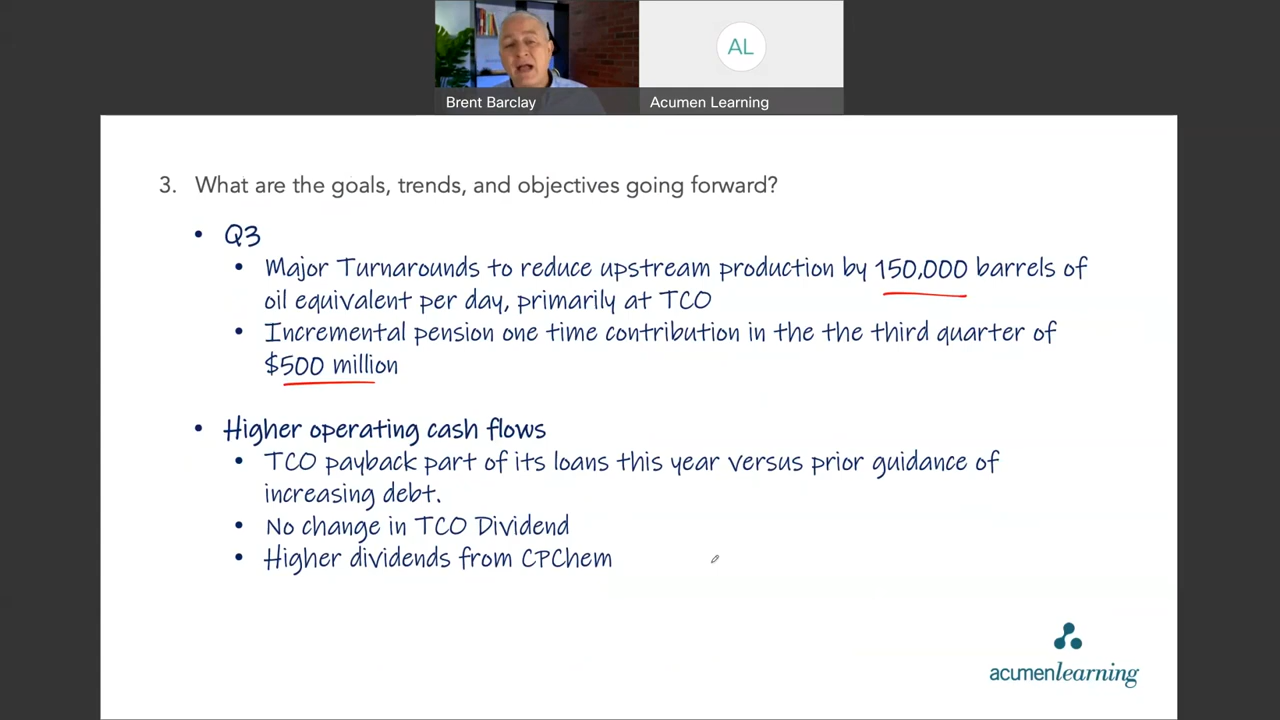 AL
Brent Barclay
Acumen Learning
3. What are the goals, trends, and objectives going forward?
• Q3
• Major Turnarounds to reduce upstream production by 150,000 barrels of
oil equivalent per day, primarily at TCO
• Incremental pension one time contribution in the the third quarter of
$500 million
• Higher operating cash flows
• TCO payback part of its loans this year versus prior guidance of
increasing debt.
• No change in TCO Dividend
• Higher dividends from CPChem
acumenlearning